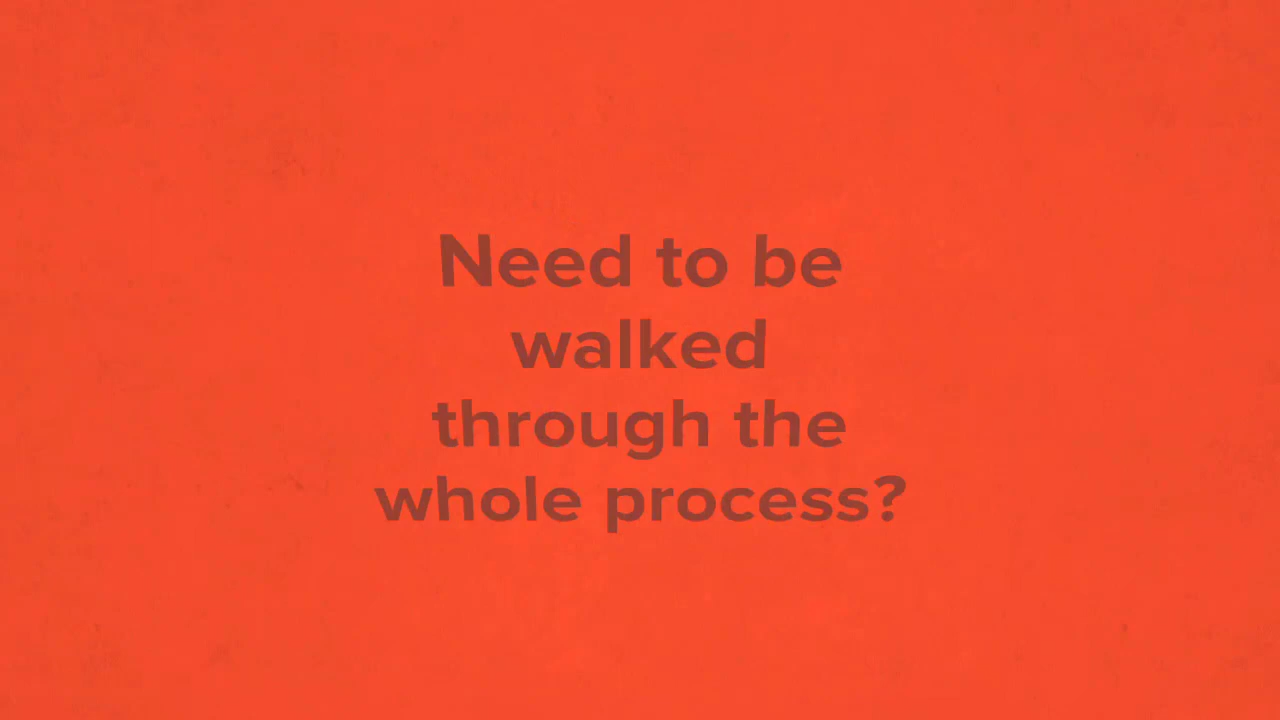 Need to be
walked
through the
whole process?